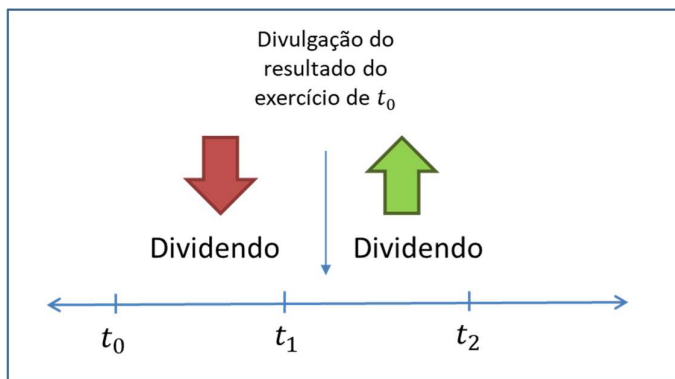 Divulgação do
resultado do
exercício de t₀
Dividendo Dividendo
t₀ t₁ t₂